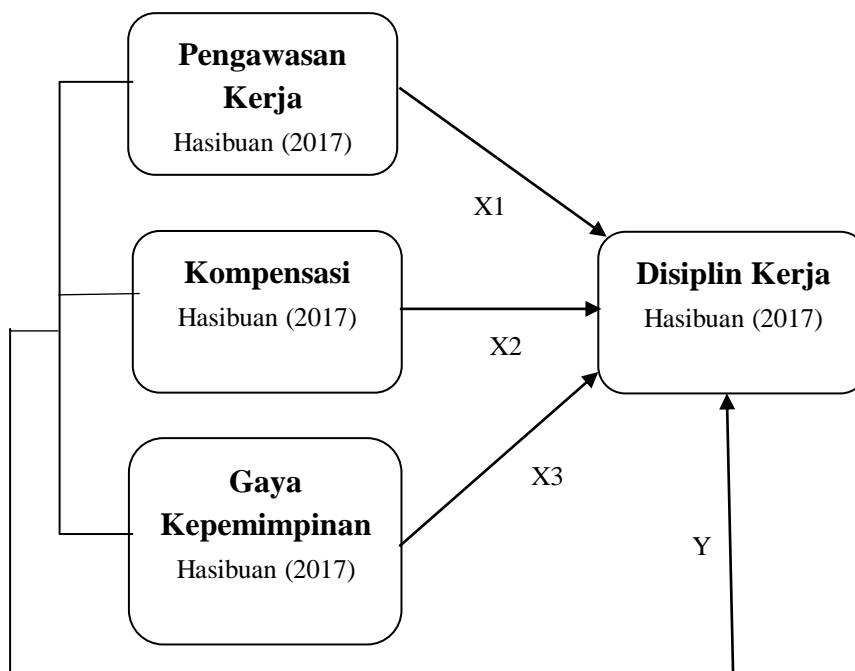 Pengawasan
Kerja
Hasibuan (2017)
X1
Kompensasi
Hasibuan (2017)
Disiplin Kerja
Hasibuan (2017)
X2
Gaya
Kepemimpinan
Hasibuan (2017)
X3
Y